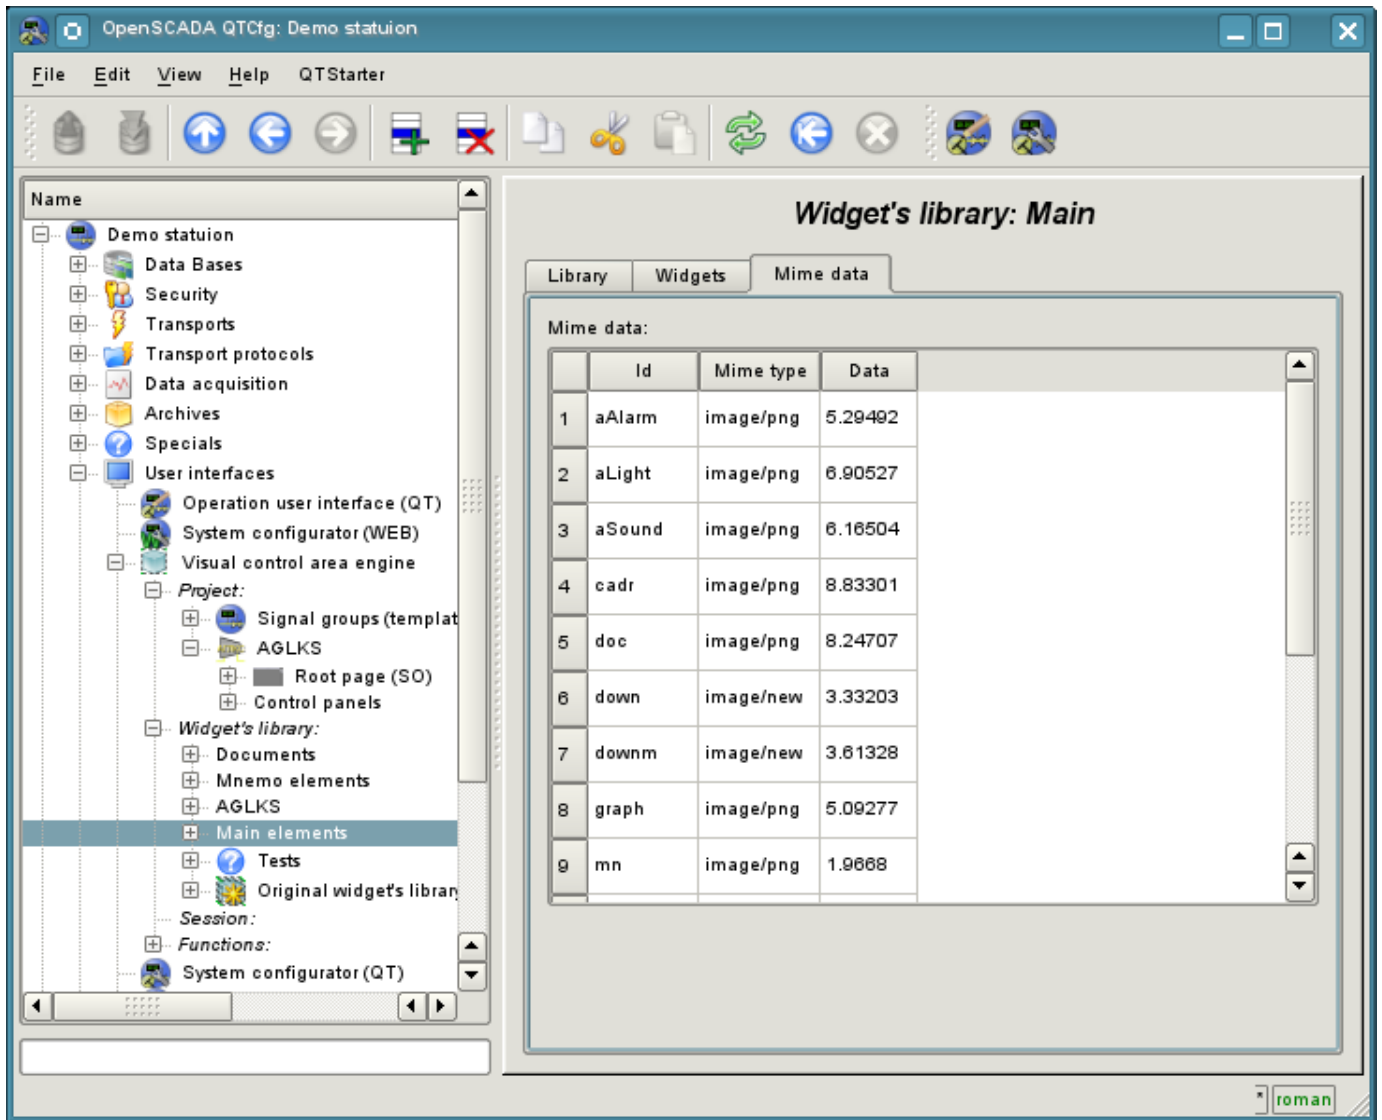 OpenSCADA QTCfg: Demo statuion
File Edit View Help QTStarter
Name
Demo statuion
Data Bases
Security
Transports
Transport protocols
Data acquisition
Archives
Specials
User interfaces
Operation user interface (QT)
System configurator (WEB)
Visual control area engine
Project:
Signal groups (templat
AGLKS
Root page (SO)
Control panels
Widget's library:
Documents
Mnemo elements
AGLKS
Main elements
Tests
Original widget's librar
Session:
Functions:
System configurator (QT)
Widget's library: Main
Library Widgets Mime data
Mime data:
Id Mime type Data
1 aAlarm image/png 5.29492
2 aLight image/png 6.90527
3 aSound image/png 6.16504
4 cadr image/png 8.83301
5 doc image/png 8.24707
6 down image/new 3.33203
7 downm image/new 3.61328
8 graph image/png 5.09277
9 mn image/png 1.9668
* roman